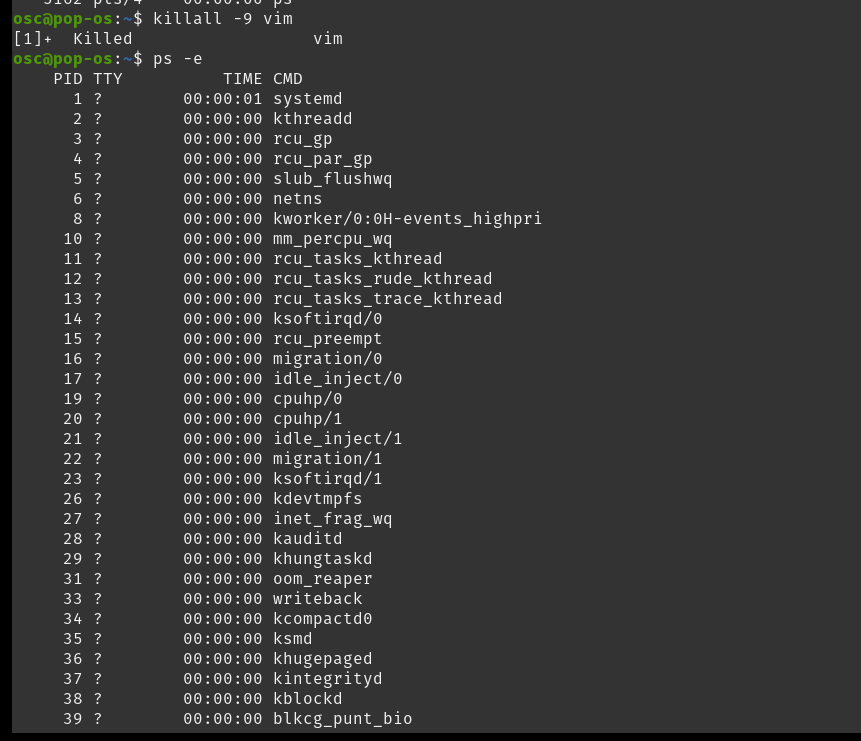 5102 pts/4    00:00:00 ps
osc@pop-os:~$ killall -9 vim
[1]+  Killed                  vim
osc@pop-os:~$ ps -e
    PID TTY          TIME CMD
      1 ?        00:00:01 systemd
      2 ?        00:00:00 kthreadd
      3 ?        00:00:00 rcu_gp
      4 ?        00:00:00 rcu_par_gp
      5 ?        00:00:00 slub_flushwq
      6 ?        00:00:00 netns
      8 ?        00:00:00 kworker/0:0H-events_highpri
     10 ?        00:00:00 mm_percpu_wq
     11 ?        00:00:00 rcu_tasks_kthread
     12 ?        00:00:00 rcu_tasks_rude_kthread
     13 ?        00:00:00 rcu_tasks_trace_kthread
     14 ?        00:00:00 ksoftirqd/0
     15 ?        00:00:00 rcu_preempt
     16 ?        00:00:00 migration/0
     17 ?        00:00:00 idle_inject/0
     19 ?        00:00:00 cpuhp/0
     20 ?        00:00:00 cpuhp/1
     21 ?        00:00:00 idle_inject/1
     22 ?        00:00:00 migration/1
     23 ?        00:00:00 ksoftirqd/1
     26 ?        00:00:00 kdevtmpfs
     27 ?        00:00:00 inet_frag_wq
     28 ?        00:00:00 kauditd
     29 ?        00:00:00 khungtaskd
     31 ?        00:00:00 oom_reaper
     33 ?        00:00:00 writeback
     34 ?        00:00:00 kcompactd0
     35 ?        00:00:00 ksmd
     36 ?        00:00:00 khugepaged
     37 ?        00:00:00 kintegrityd
     38 ?        00:00:00 kblockd
     39 ?        00:00:00 blkcg_punt_bio